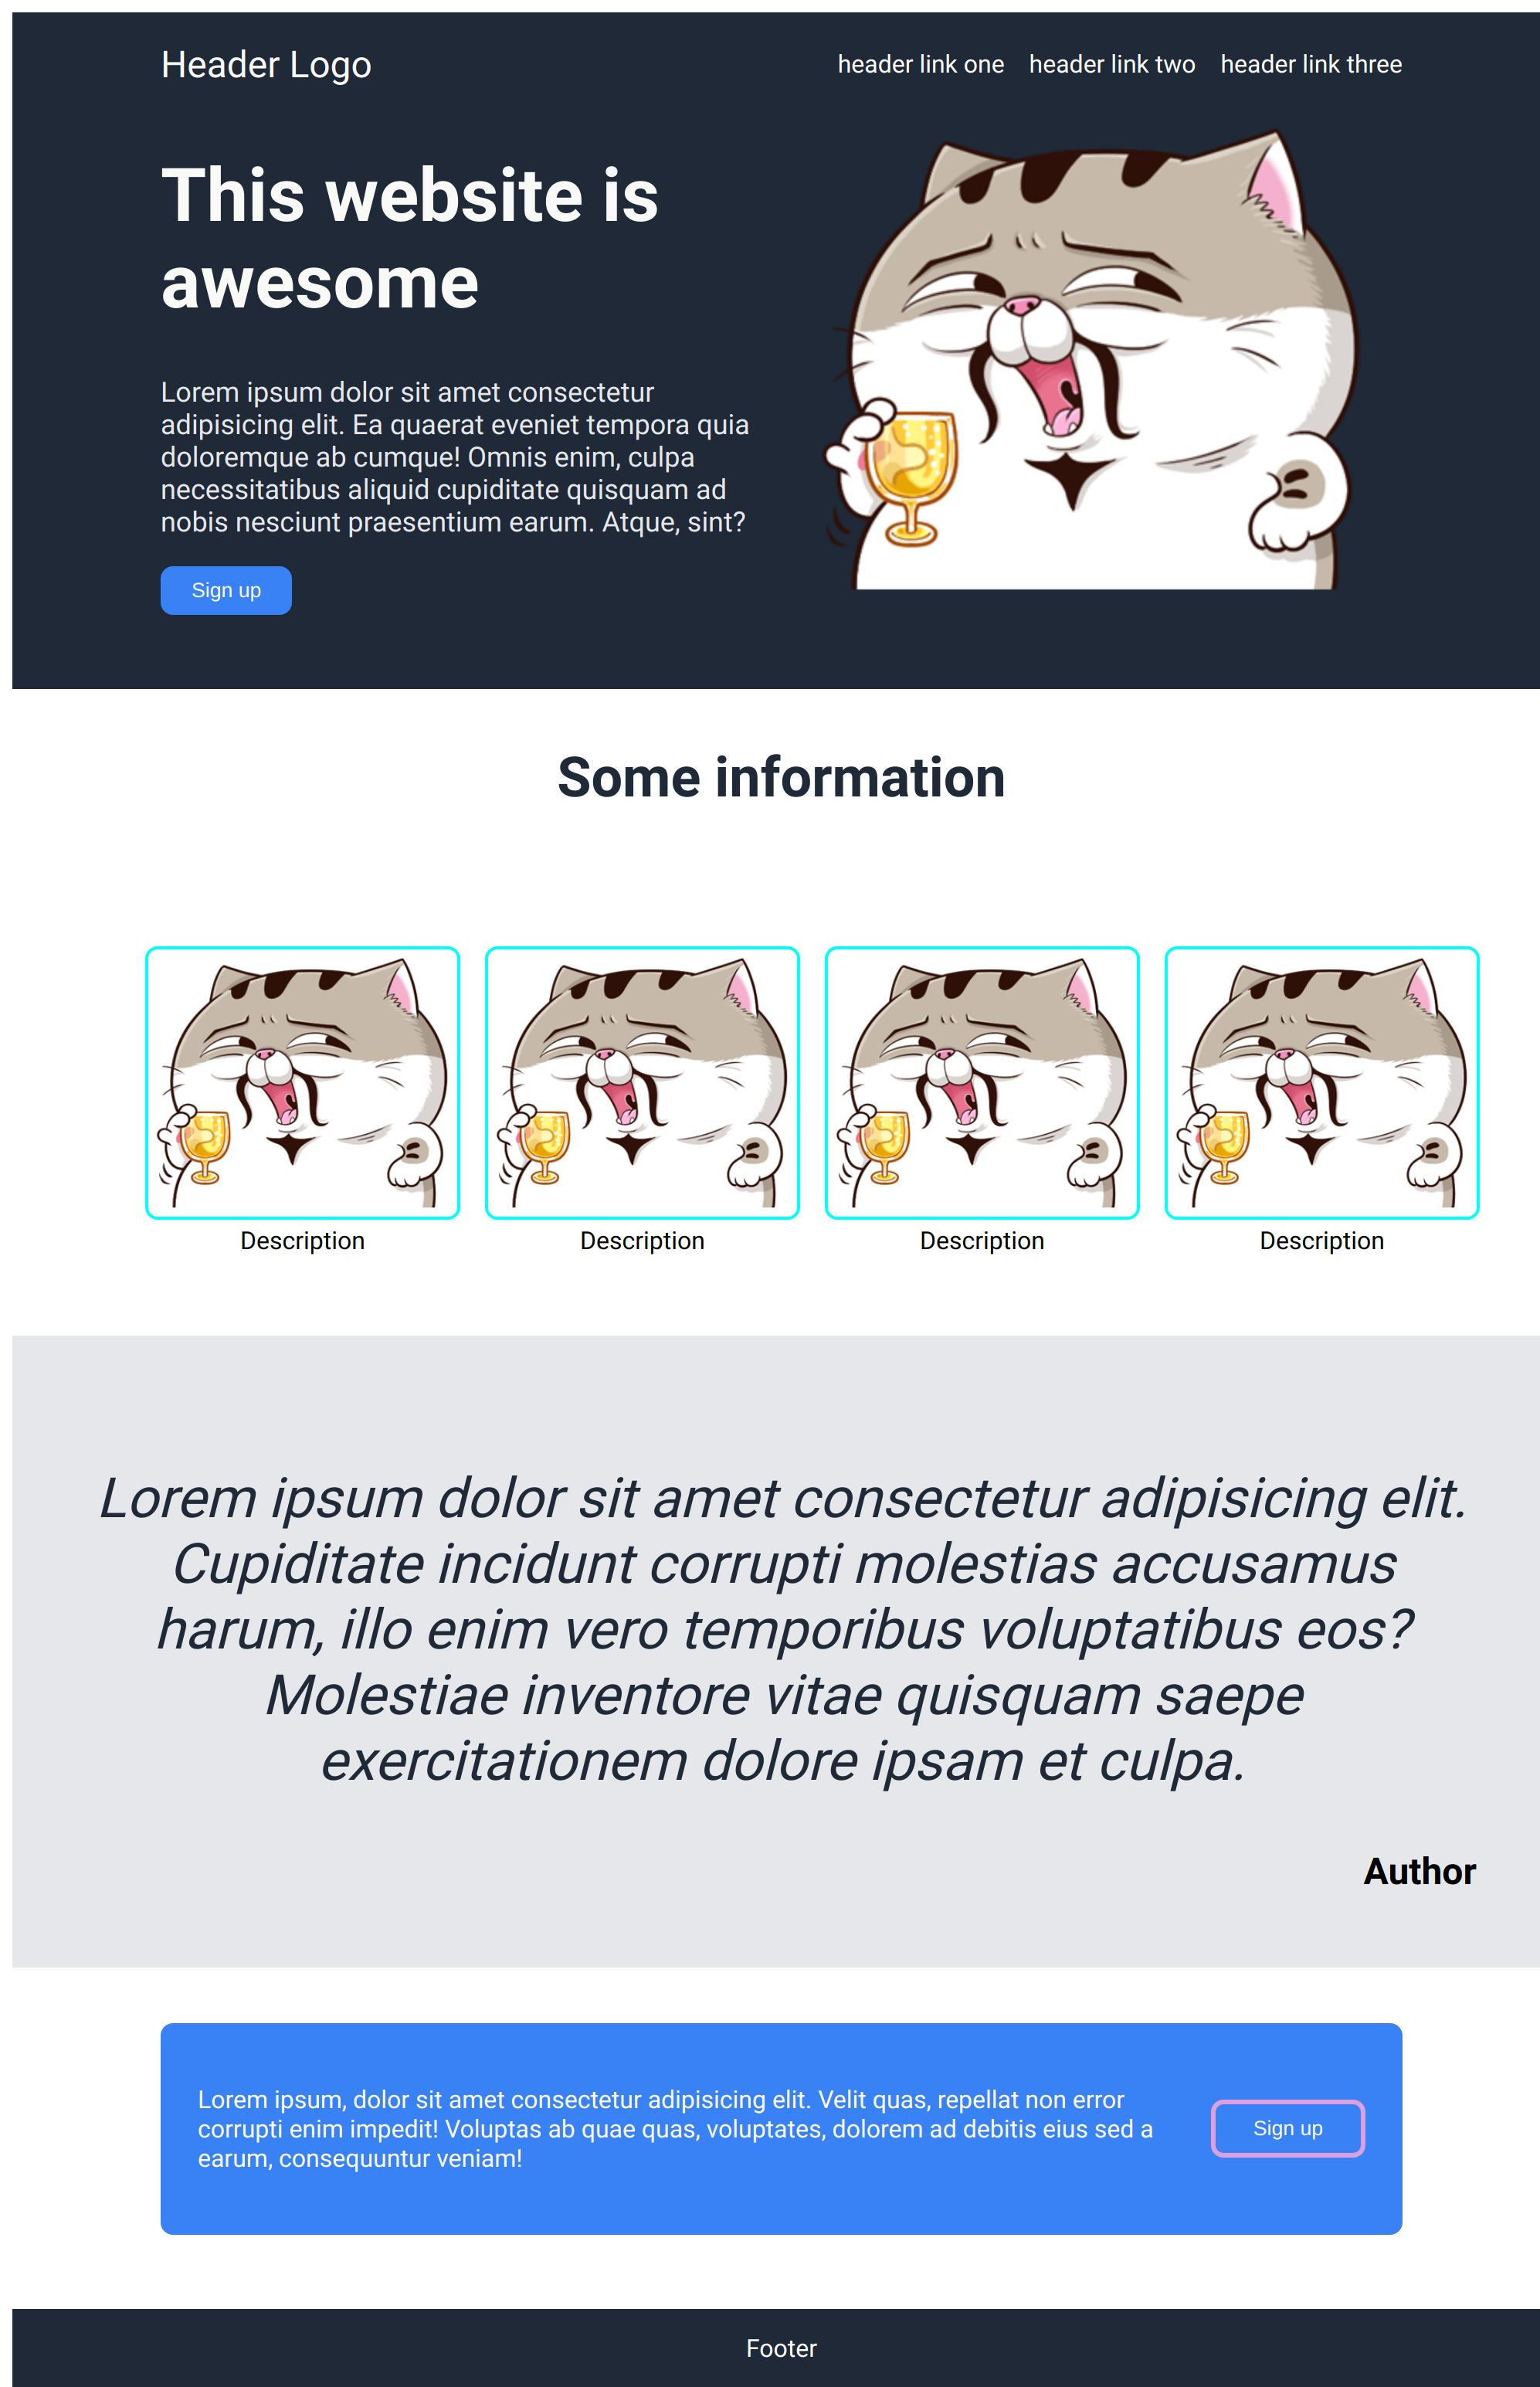 Header Logo
header link one header link two header link three
This website is
awesome
Lorem ipsum dolor sit amet consectetur
adipisicing elit. Ea quaerat eveniet tempora quia
doloremque ab cumque! Omnis enim, culpa
necessitatibus aliquid cupiditate quisquam ad
nobis nesciunt praesentium earum. Atque, sint?
Sign up
Some information
Description
Description
Description
Description
Lorem ipsum dolor sit amet consectetur adipisicing elit.
Cupiditate incidunt corrupti molestias accusamus
harum, illo enim vero temporibus voluptatibus eos?
Molestiae inventore vitae quisquam saepe
exercitationem dolore ipsam et culpa.
Author
Lorem ipsum, dolor sit amet consectetur adipisicing elit. Velit quas, repellat non error
corrupti enim impedit! Voluptas ab quae quas, voluptates, dolorem ad debitis eius sed a
earum, consequuntur veniam!
Sign up
Footer